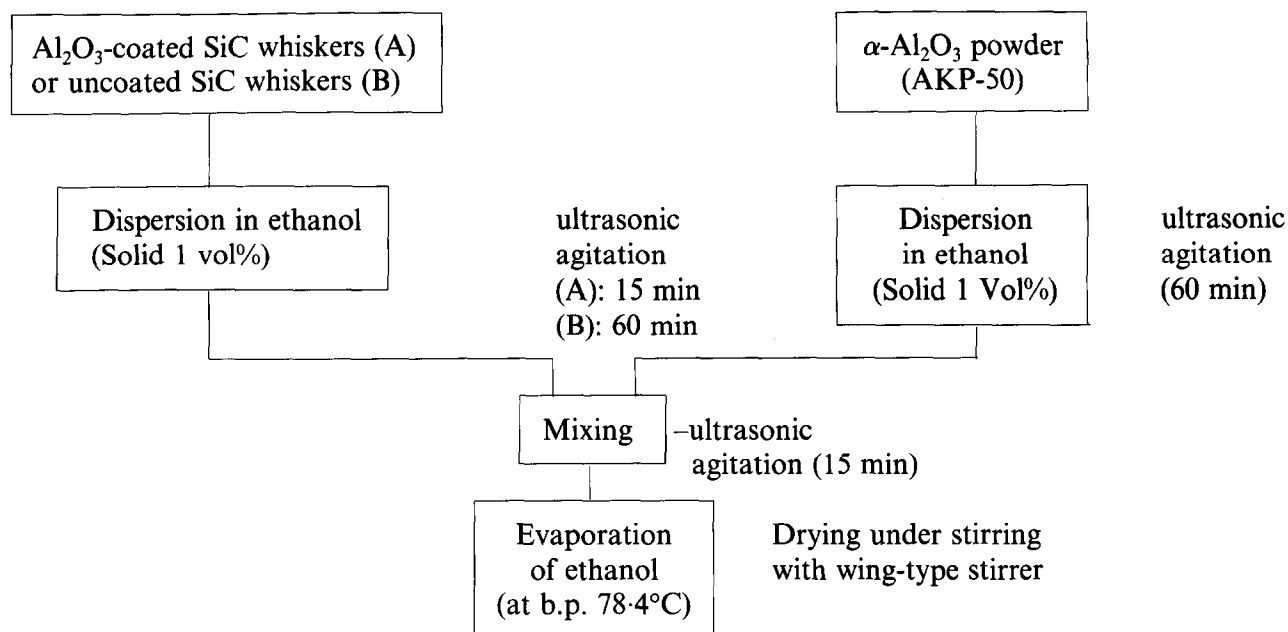 Al₂O₃-coated SiC whiskers (A)
or uncoated SiC whiskers (B)
α-Al₂O₃ powder
(AKP-50)
Dispersion in ethanol
(Solid 1 vol%)
ultrasonic
agitation
(A): 15 min
(B): 60 min
Dispersion
in ethanol
(Solid 1 Vol%)
ultrasonic
agitation
(60 min)
Mixing
–ultrasonic
agitation (15 min)
Evaporation
of ethanol
(at b.p. 78·4°C)
Drying under stirring
with wing-type stirrer